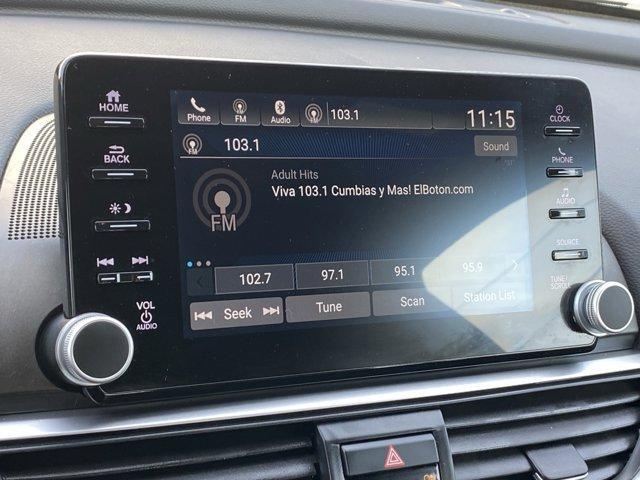 HOME
BACK
VOL
AUDIO
Phone FM Audio FM 103.1 11:15
FM 103.1 Sound
FM
Adult Hits
Viva 103.1 Cumbias y Mas! ElBoton.com
102.7 97.1 95.1 95.9
Seek Tune Scan Station List
CLOCK
PHONE
AUDIO
SOURCE
TUNE/
SCROLL